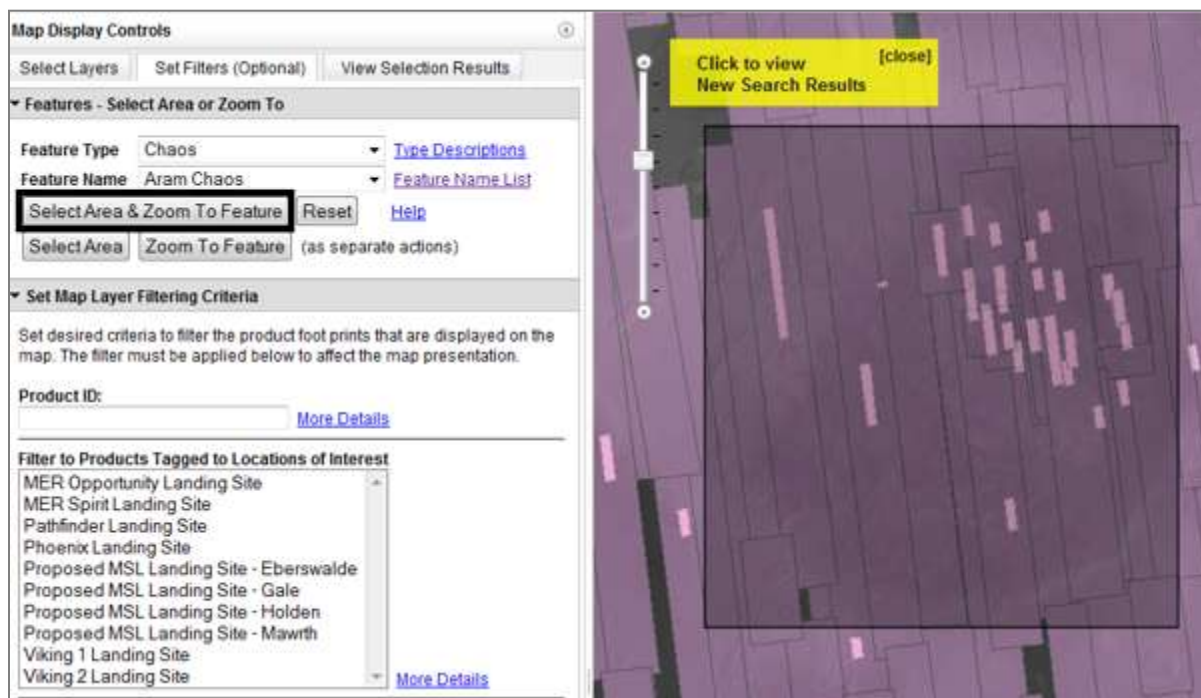 Map Display Controls
Select Layers
Set Filters (Optional)
View Selection Results
Features - Select Area or Zoom To
Feature Type Chaos Type Descriptions
Feature Name Aram Chaos Feature Name List
Select Area & Zoom To Feature Reset Help
Select Area Zoom To Feature (as separate actions)
Set Map Layer Filtering Criteria
Set desired criteria to filter the product foot prints that are displayed on the
map. The filter must be applied below to affect the map presentation.
Product ID:
More Details
Filter to Products Tagged to Locations of Interest
MER Opportunity Landing Site
MER Spirit Landing Site
Pathfinder Landing Site
Phoenix Landing Site
Proposed MSL Landing Site - Eberswalde
Proposed MSL Landing Site - Gale
Proposed MSL Landing Site - Holden
Proposed MSL Landing Site - Mawrth
Viking 1 Landing Site
Viking 2 Landing Site
More Details
Click to view [close]
New Search Results